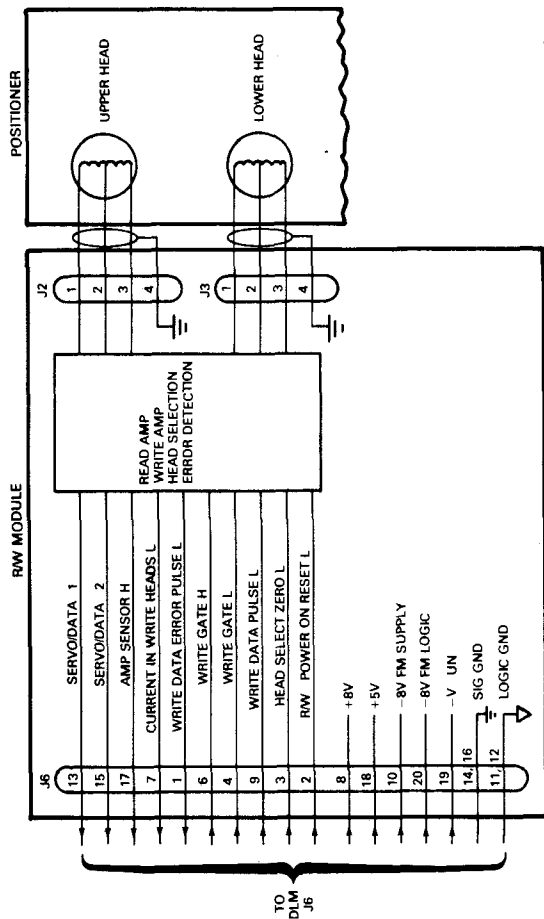 POSITIONER
UPPER HEAD
LOWER HEAD
R/W MODULE
J2
1
2
3
4
J3
1
2
3
4
READ AMP
WRITE AMP
HEAD SELECTION
ERRDR DETECTION
J6
13 SERVO/DATA 1
15 SERVO/DATA 2
17 AMP SENSOR H
7 CURRENT IN WRITE HEADS L
1 WRITE DATA ERROR PULSE L
6 WRITE GATE H
4 WRITE GATE L
9 WRITE DATA PULSE L
3 HEAD SELECT ZERO L
2 R/W POWER ON RESET L
8 +8V
18 +5V
10 -8V FM SUPPLY
20 -8V FM LOGIC
19 -V UN
14, 16 SIG GND
11, 12 LOGIC GND
TO
DLM
J6